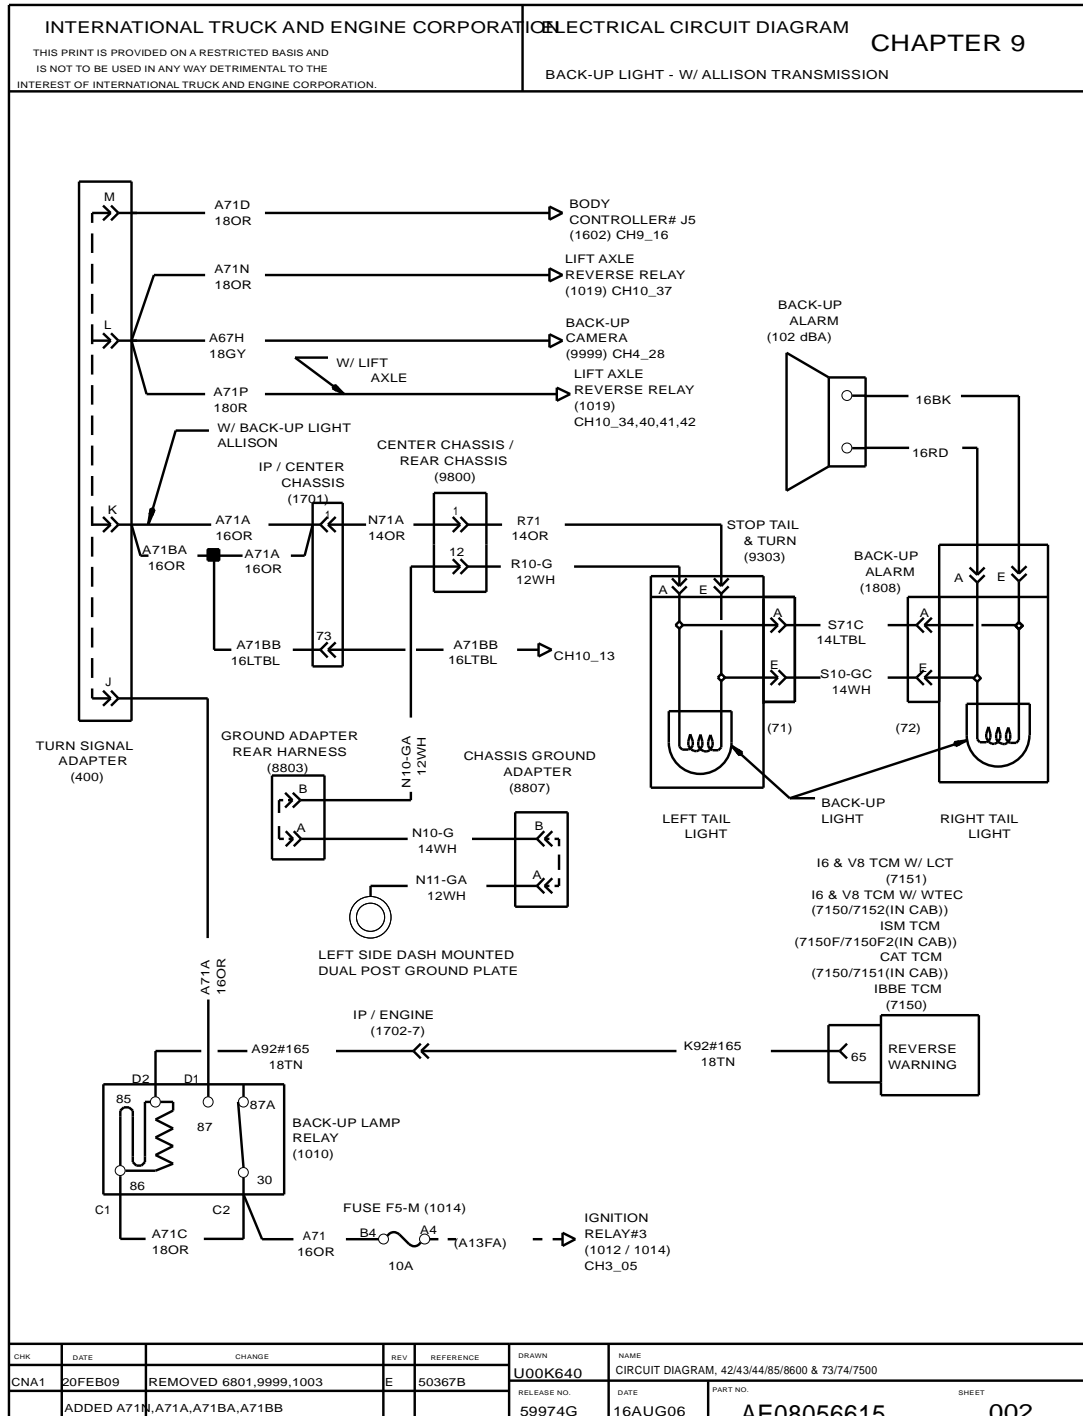 INTERNATIONAL TRUCK AND ENGINE CORPORATION
ELECTRICAL CIRCUIT DIAGRAM
CHAPTER 9
THIS PRINT IS PROVIDED ON A RESTRICTED BASIS AND
IS NOT TO BE USED IN ANY WAY DETRIMENTAL TO THE
INTEREST OF INTERNATIONAL TRUCK AND ENGINE CORPORATION.
BACK-UP LIGHT - W/ ALLISON TRANSMISSION
M
A71D
18OR
BODY
CONTROLLER# J5
(1602) CH9_16
A71N
18OR
LIFT AXLE
REVERSE RELAY
(1019) CH10_37
L
A67H
18GY
BACK-UP
CAMERA
(9999) CH4_28
W/ LIFT
AXLE
A71P
180R
LIFT AXLE
REVERSE RELAY
(1019)
CH10_34,40,41,42
BACK-UP
ALARM
(102 dBA)
16BK
16RD
W/ BACK-UP LIGHT
ALLISON
IP / CENTER
CHASSIS
(1701)
CENTER CHASSIS /
REAR CHASSIS
(9800)
K
A71A
16OR
1
N71A
14OR
1
R71
14OR
A71BA
16OR
A71A
16OR
12
R10-G
12WH
STOP TAIL
& TURN
(9303)
BACK-UP
ALARM
(1808)
A
E
A
E
A71BB
16LTBL
73
A71BB
16LTBL
CH10_13
A
S71C
14LTBL
A
E
S10-GC
14WH
E
(71)
(72)
J
TURN SIGNAL
ADAPTER
(400)
GROUND ADAPTER
REAR HARNESS
(8803)
N10-GA
12WH
CHASSIS GROUND
ADAPTER
(8807)
B
A
N10-G
14WH
B
N11-GA
12WH
A
LEFT SIDE DASH MOUNTED
DUAL POST GROUND PLATE
LEFT TAIL
LIGHT
BACK-UP
LIGHT
RIGHT TAIL
LIGHT
I6 & V8 TCM W/ LCT
(7151)
I6 & V8 TCM W/ WTEC
(7150/7152(IN CAB))
ISM TCM
(7150F/7150F2(IN CAB))
CAT TCM
(7150/7151(IN CAB))
IBBE TCM
(7150)
A71A
16OR
IP / ENGINE
(1702-7)
A92#165
18TN
K92#165
18TN
65
REVERSE
WARNING
D2
D1
85
87
87A
86
30
BACK-UP LAMP
RELAY
(1010)
C1
C2
A71C
18OR
A71
16OR
FUSE F5-M (1014)
B4
A4
10A
(A13FA)
IGNITION
RELAY#3
(1012 / 1014)
CH3_05
CHK
DATE
CHANGE
REV
REFERENCE
DRAWN
NAME
CNA1
20FEB09
REMOVED 6801,9999,1003
E
50367B
U00K640
CIRCUIT DIAGRAM, 42/43/44/85/8600 & 73/74/7500
ADDED A71N,A71A,A71BA,A71BB
RELEASE NO.
59974G
DATE
16AUG06
PART NO.
AE08056615
SHEET
002